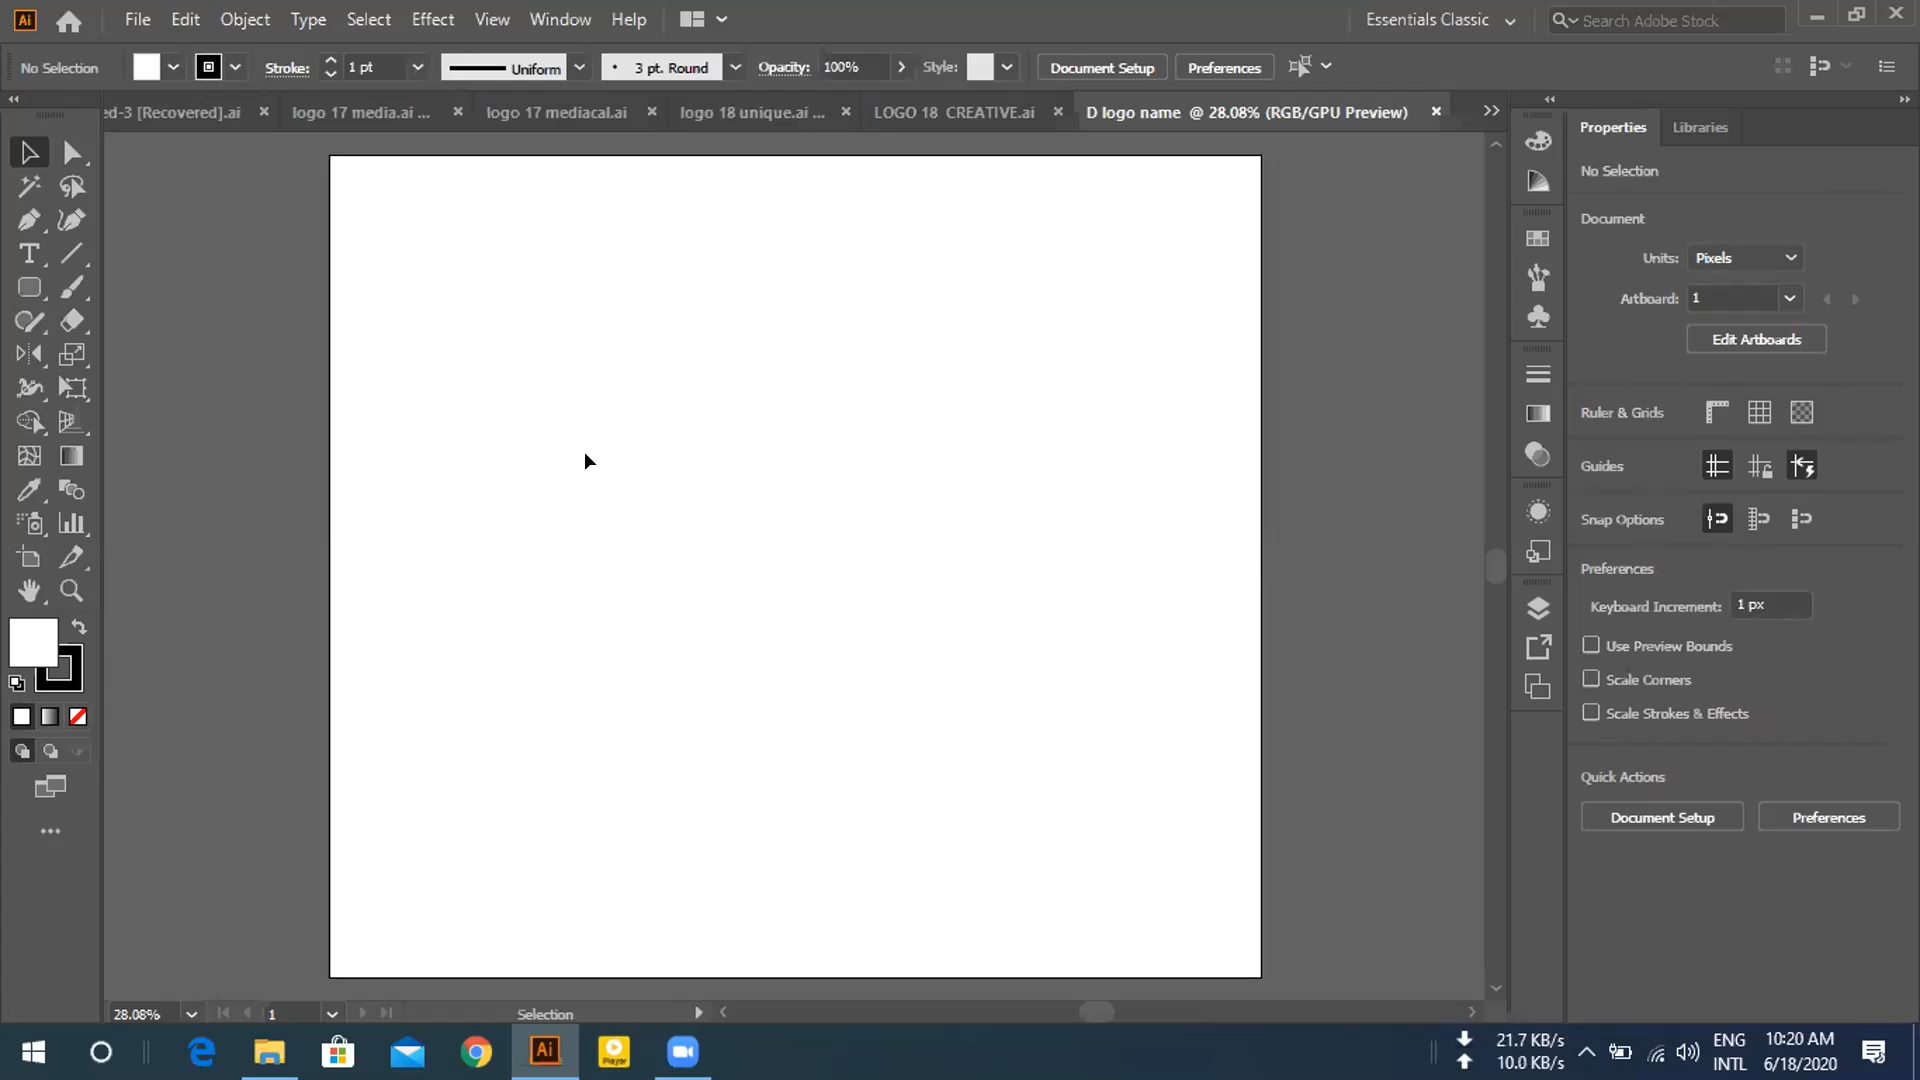 Ai File Edit Object Type Select Effect View Window Help Essentials Classic Search Adobe Stock
No Selection Stroke: 1 pt Uniform 3 pt. Round Opacity: 100% Style: Document Setup Preferences
ed-3 [Recovered].ai logo 17 media.ai ... logo 17 mediacal.ai logo 18 unique.ai ... LOGO 18 CREATIVE.ai D logo name @ 28.08% (RGB/GPU Preview)
Properties Libraries
No Selection
Document
Units: Pixels
Artboard: 1
Edit Artboards
Ruler & Grids
Guides
Snap Options
Preferences
Keyboard Increment: 1 px
Use Preview Bounds
Scale Corners
Scale Strokes & Effects
Quick Actions
Document Setup Preferences
28.08% 1 Selection
Ai Player
21.7 KB/s ENG 10:20 AM
10.0 KB/s INTL 6/18/2020